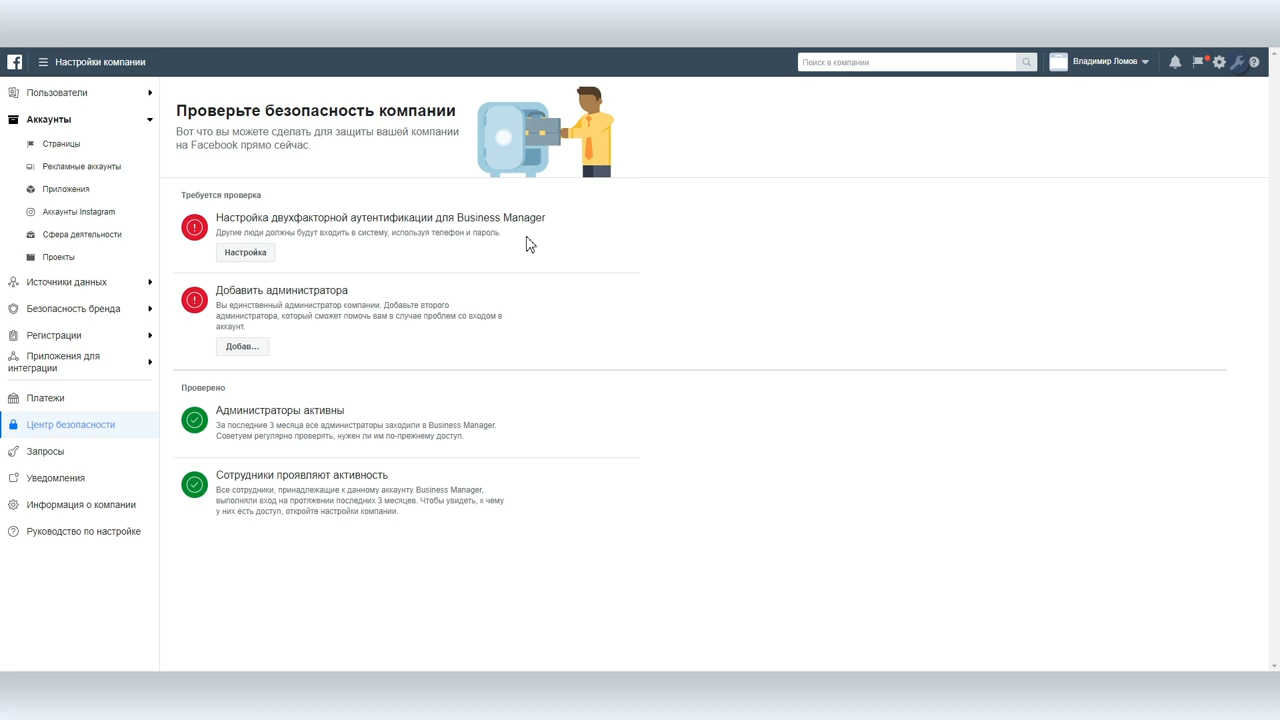 Настройки компании
Поиск в компании
Владимир Ломов
Пользователи
Аккаунты
Страницы
Рекламные аккаунты
Приложения
Аккаунты Instagram
Сфера деятельности
Проекты
Источники данных
Безопасность бренда
Регистрации
Приложения для
интеграции
Платежи
Центр безопасности
Запросы
Уведомления
Информация о компании
Руководство по настройке
Проверьте безопасность компании
Вот что вы можете сделать для защиты вашей компании
на Facebook прямо сейчас.
Требуется проверка
Настройка двухфакторной аутентификации для Business Manager
Другие люди должны будут входить в систему, используя телефон и пароль.
Настройка
Добавить администратора
Вы единственный администратор компании. Добавьте второго
администратора, который сможет помочь вам в случае проблем со входом в
аккаунт.
Добав...
Проверено
Администраторы активны
За последние 3 месяца все администраторы заходили в Business Manager.
Советуем регулярно проверять, нужен ли им по-прежнему доступ.
Сотрудники проявляют активность
Все сотрудники, принадлежащие к данному аккаунту Business Manager,
выполняли вход на протяжении последних 3 месяцев. Чтобы увидеть, к чему
у них есть доступ, откройте настройки компании.